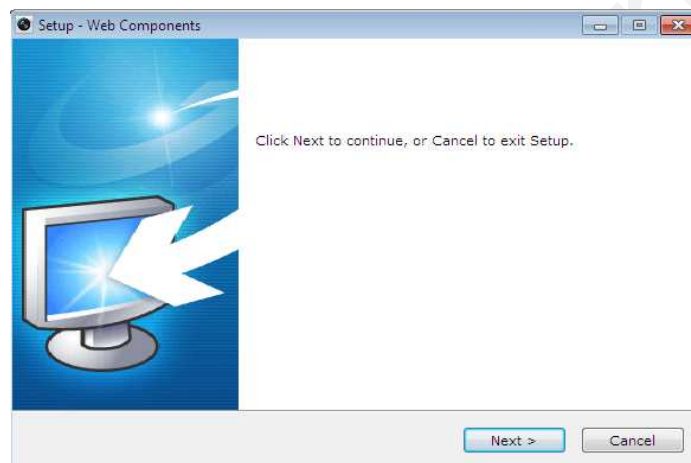 Setup - Web Components
Click Next to continue, or Cancel to exit Setup.
Next >
Cancel